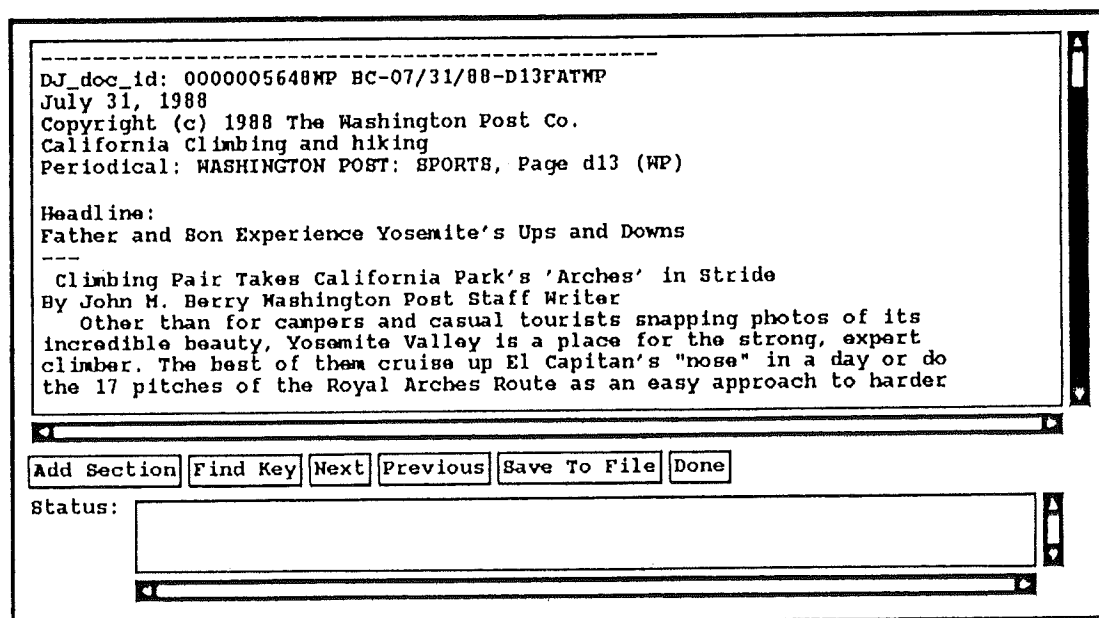 ------------------------------------------------
DJ_doc_id: 0000005648WP BC-07/31/88-D13FATWP
July 31, 1988
Copyright (c) 1988 The Washington Post Co.
California Climbing and hiking
Periodical: WASHINGTON POST: SPORTS, Page d13 (WP)
Headline:
Father and Son Experience Yosemite's Ups and Downs
---
Climbing Pair Takes California Park's 'Arches' in Stride
By John M. Berry Washington Post Staff Writer
Other than for campers and casual tourists snapping photos of its
incredible beauty, Yosemite Valley is a place for the strong, expert
climber. The best of them cruise up El Capitan's "nose" in a day or do
the 17 pitches of the Royal Arches Route as an easy approach to harder
Add Section Find Key Next Previous Save To File Done
Status: